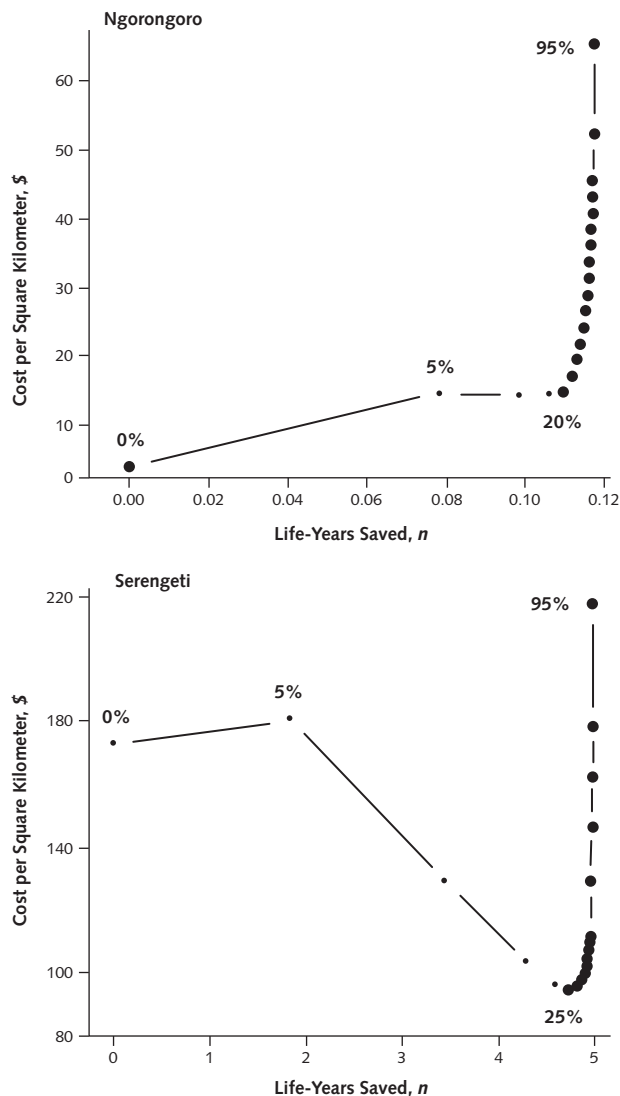 Ngorongoro
95%
60
50
40
30
20
10
0
5%
0%
20%
0.00 0.02 0.04 0.06 0.08 0.10 0.12
Cost per Square Kilometer, $
Life-Years Saved, n
Serengeti
220
180
140
100
80
95%
5%
0%
25%
0 1 2 3 4 5
Cost per Square Kilometer, $
Life-Years Saved, n